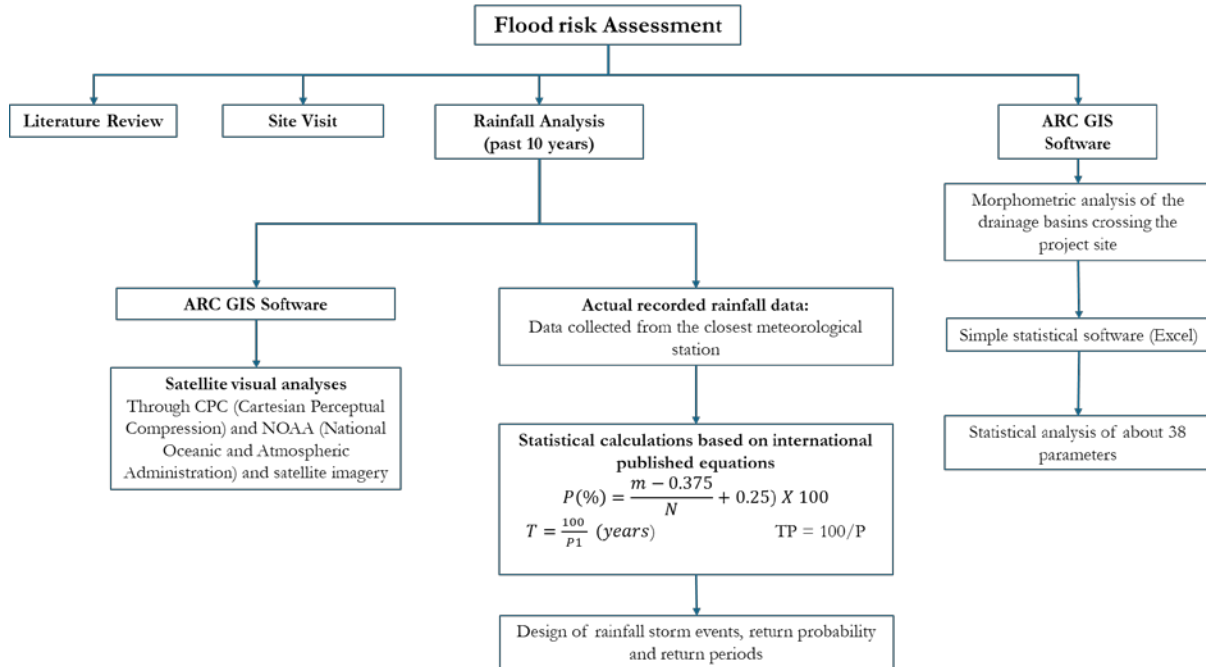 Flood risk Assessment
Literature Review
Site Visit
Rainfall Analysis
(past 10 years)
ARC GIS
Software
Morphometric analysis of the
drainage basins crossing the
project site
Simple statistical software (Excel)
Statistical analysis of about 38
parameters
ARC GIS Software
Satellite visual analyses
Through CPC (Cartesian Perceptual
Compression) and NOAA (National
Oceanic and Atmospheric
Administration) and satellite imagery
Actual recorded rainfall data:
Data collected from the closest meteorological
station
Statistical calculations based on international
published equations
P(%) = \frac{m − 0.375}{N} + 0.25) X 100
T = \frac{100}{P1} (years) TP = 100/P
Design of rainfall storm events, return probability
and return periods